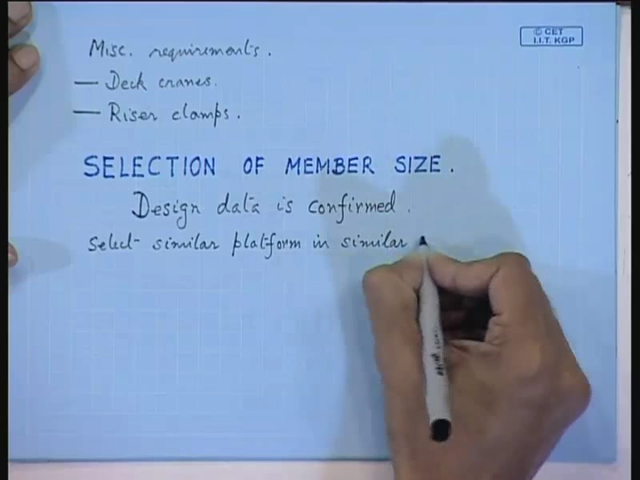 © CET
I.I.T. KGP
Misc. requirements.
— Deck cranes.
— Riser clamps.
SELECTION OF MEMBER SIZE.
Design data is confirmed.
Select similar platform in similar